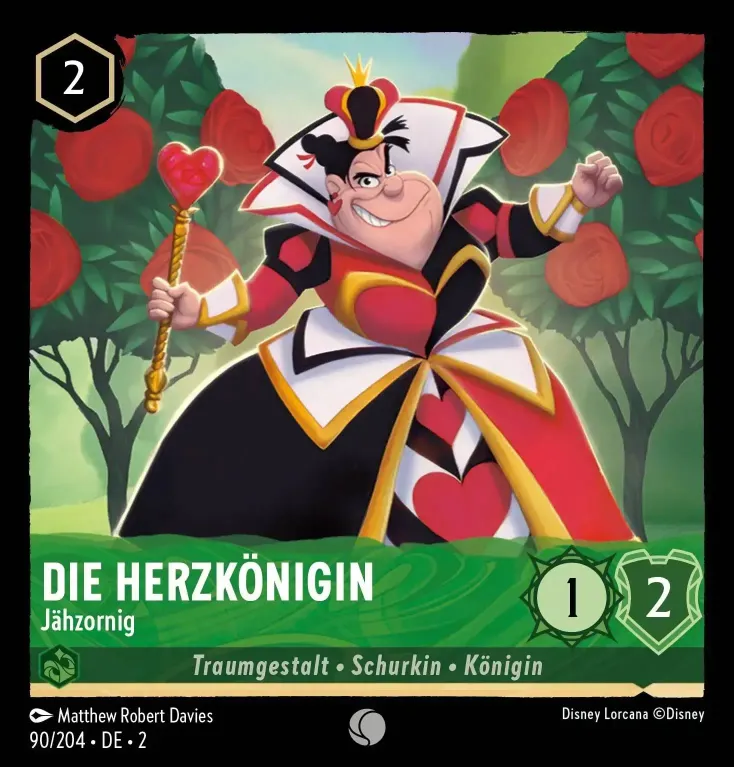 2
DIE HERZKÖNIGIN
Jähzornig
1
2
Traumgestalt • Schurkin • Königin
Matthew Robert Davies
Disney Lorcana ©Disney
90/204 • DE • 2